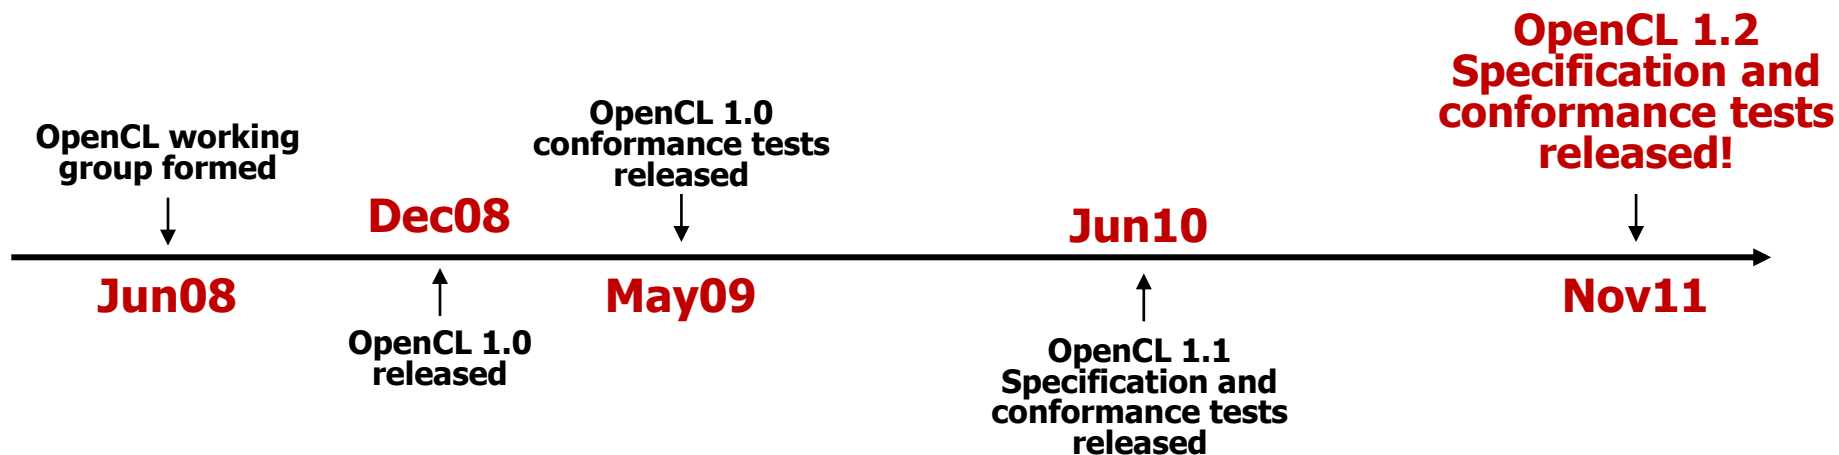 OpenCL working
group formed
Jun08
Dec08
OpenCL 1.0
released
OpenCL 1.0
conformance tests
released
May09
Jun10
OpenCL 1.1
Specification and
conformance tests
released
OpenCL 1.2
Specification and
conformance tests
released!
Nov11